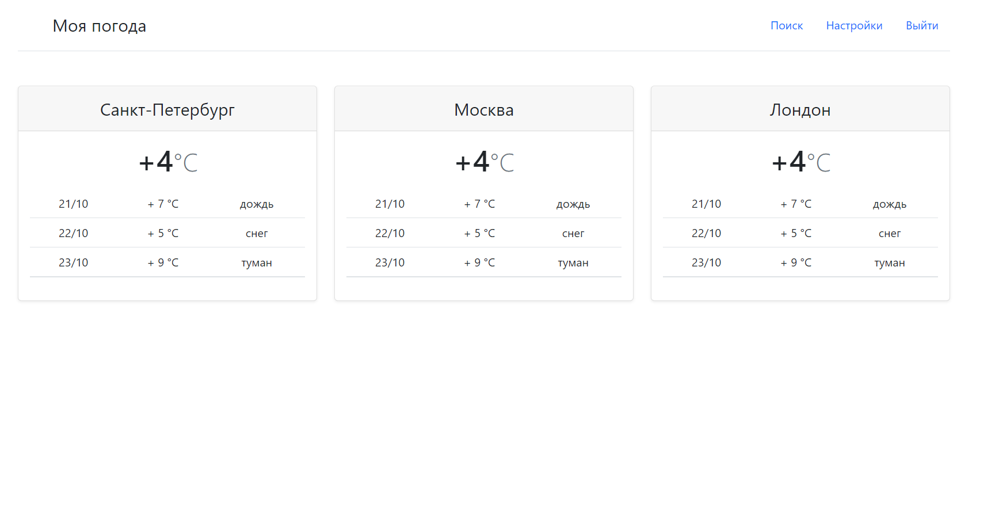 Моя погода
Поиск Настройки Выйти
Санкт-Петербург
+4°C
21/10 + 7 °C дождь
22/10 + 5 °C снег
23/10 + 9 °C туман
Москва
+4°C
21/10 + 7 °C дождь
22/10 + 5 °C снег
23/10 + 9 °C туман
Лондон
+4°C
21/10 + 7 °C дождь
22/10 + 5 °C снег
23/10 + 9 °C туман